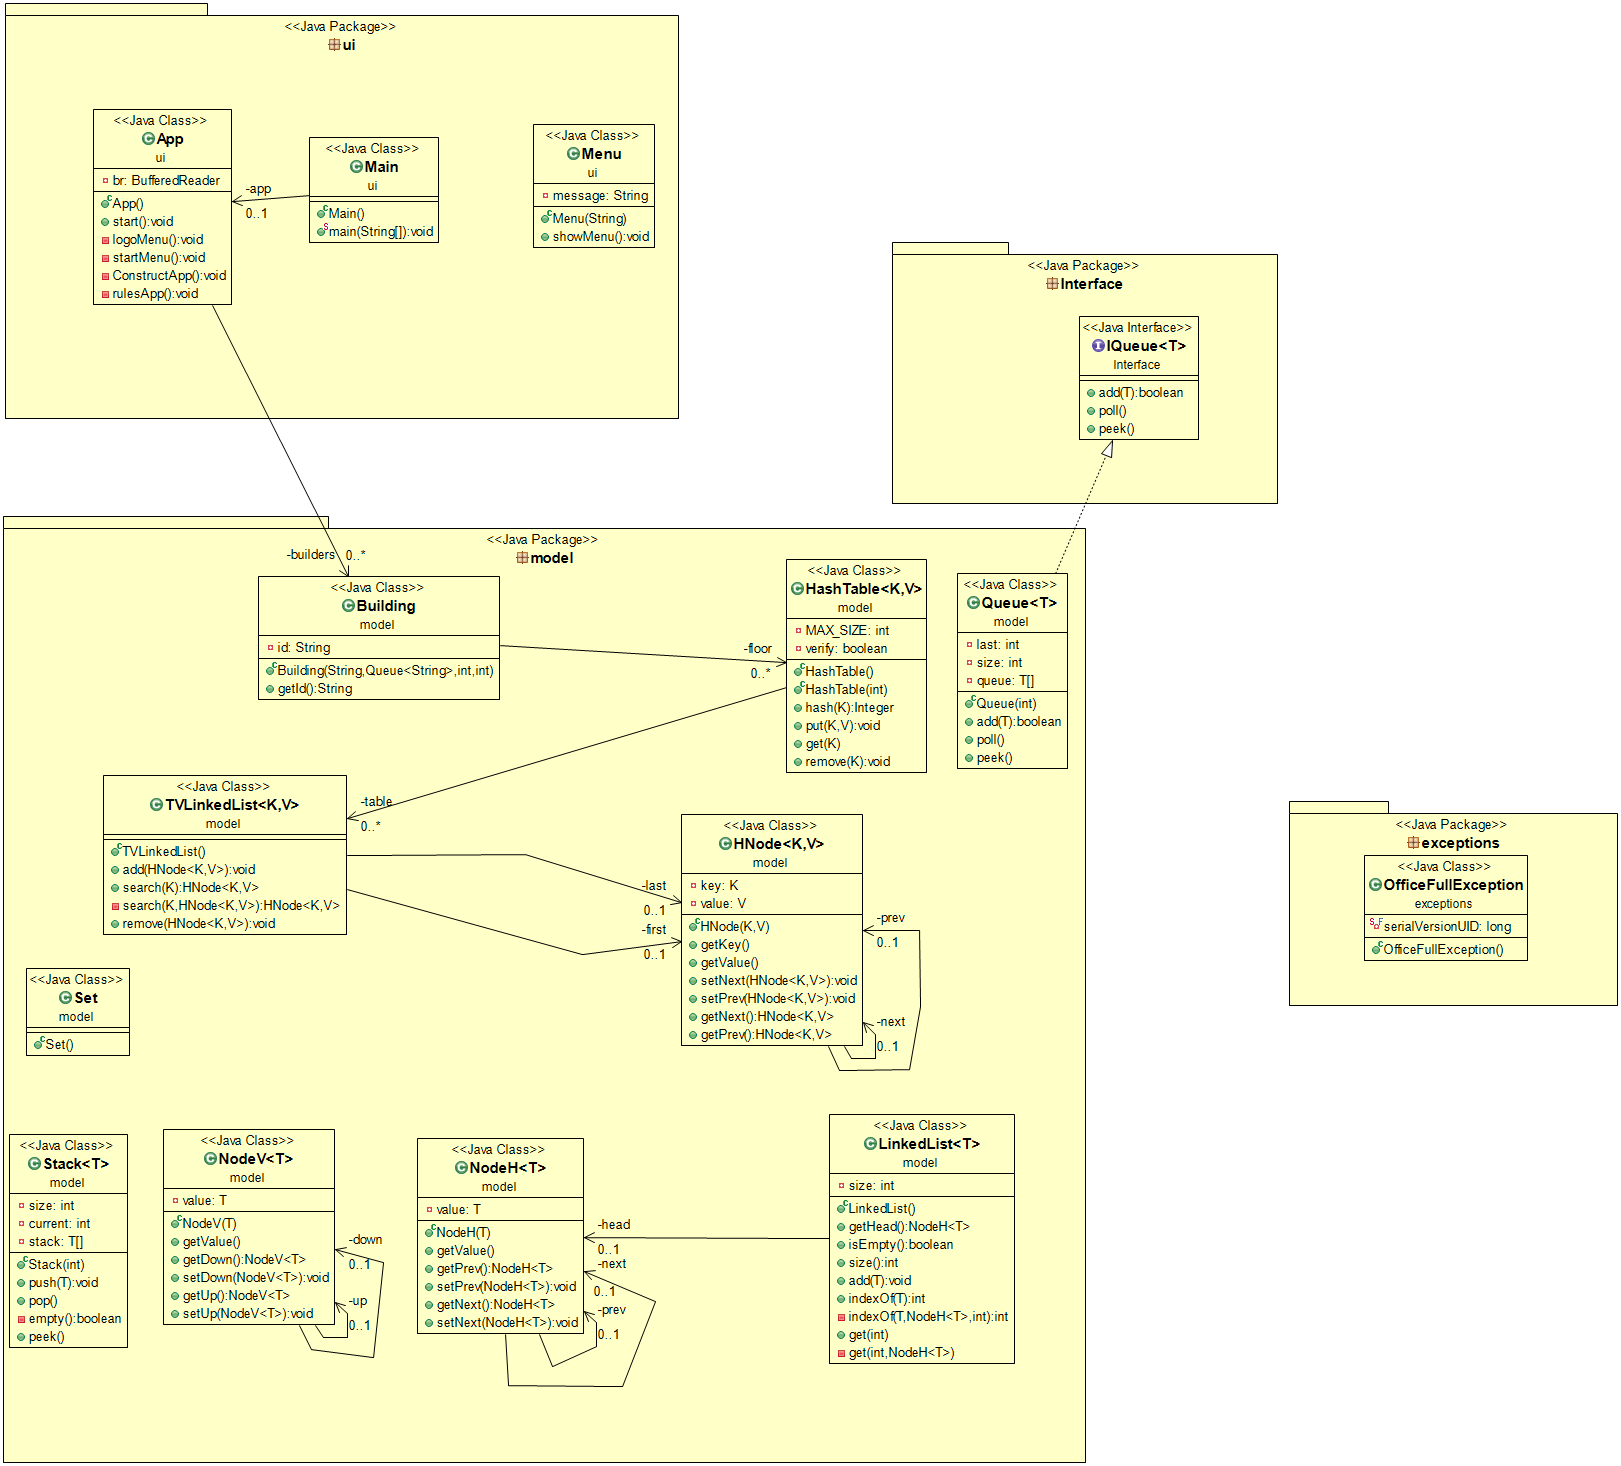 <<Java Package>>
ui
<<Java Class>>
App
ui
br: BufferedReader
App()
start():void
logoMenu():void
startMenu():void
ConstructApp():void
rulesApp():void
-app
0..1
<<Java Class>>
Main
ui
Main()
main(String[]):void
<<Java Class>>
Menu
ui
message: String
Menu(String)
showMenu():void
<<Java Package>>
Interface
<<Java Interface>>
IQueue<T>
Interface
add(T):boolean
poll()
peek()
<<Java Package>>
model
-builders 0..*
<<Java Class>>
Building
model
id: String
Building(String,Queue<String>,int,int)
getId():String
-floor
0..*
<<Java Class>>
HashTable<K,V>
model
MAX_SIZE: int
verify: boolean
HashTable()
HashTable(int)
hash(K):Integer
put(K,V):void
get(K)
remove(K):void
<<Java Class>>
Queue<T>
model
last: int
size: int
queue: T[]
Queue(int)
add(T):boolean
poll()
peek()
<<Java Class>>
TVLinkedList<K,V>
model
TVLinkedList()
add(HNode<K,V>):void
search(K):HNode<K,V>
search(K,HNode<K,V>):HNode<K,V>
remove(HNode<K,V>):void
-table
0..*
-last
0..1
-first
0..1
<<Java Class>>
HNode<K,V>
model
key: K
value: V
HNode(K,V)
getKey()
getValue()
setNext(HNode<K,V>):void
setPrev(HNode<K,V>):void
getNext():HNode<K,V>
getPrev():HNode<K,V>
-prev
0..1
-next
0..1
<<Java Package>>
exceptions
<<Java Class>>
OfficeFullException
exceptions
serialVersionUID: long
OfficeFullException()
<<Java Class>>
Set
model
Set()
<<Java Class>>
Stack<T>
model
size: int
current: int
stack: T[]
Stack(int)
push(T):void
pop()
empty():boolean
peek()
<<Java Class>>
NodeV<T>
model
value: T
NodeV(T)
getValue()
getDown():NodeV<T>
setDown(NodeV<T>):void
getUp():NodeV<T>
setUp(NodeV<T>):void
-down
0..1
-up
0..1
<<Java Class>>
NodeH<T>
model
value: T
NodeH(T)
getValue()
getPrev():NodeH<T>
setPrev(NodeH<T>):void
getNext():NodeH<T>
setNext(NodeH<T>):void
-head
0..1
-next
0..1
-prev
0..1
<<Java Class>>
LinkedList<T>
model
size: int
LinkedList()
getHead():NodeH<T>
isEmpty():boolean
size():int
add(T):void
indexOf(T):int
indexOf(T,NodeH<T>,int):int
get(int)
get(int,NodeH<T>)